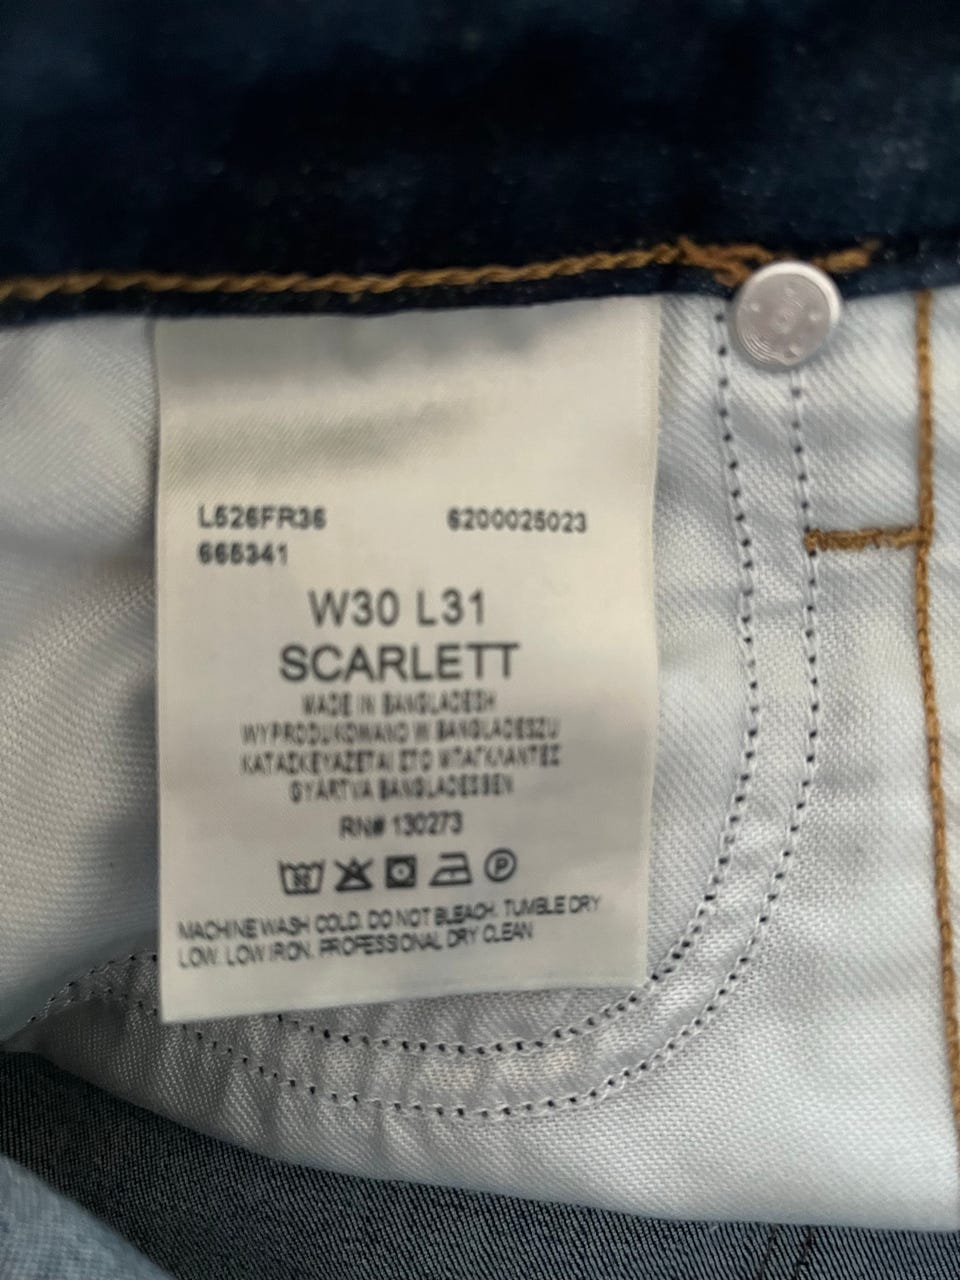 L526FR36 6200025023
665341
W30 L31
SCARLETT
MADE IN BANGLADESH
WYPRODUKOWANO W BANGLADESZU
ΚΑΤΑΣΚΕΥΑΖΕΤΑΙ ΣΤΟ ΜΠΑΓΚΛΑΝΤΕΣ
GYÁRTVA BANGLADESBEN
RN# 130273
P
MACHINE WASH COLD. DO NOT BLEACH. TUMBLE DRY
LOW. LOW IRON. PROFESSIONAL DRY CLEAN